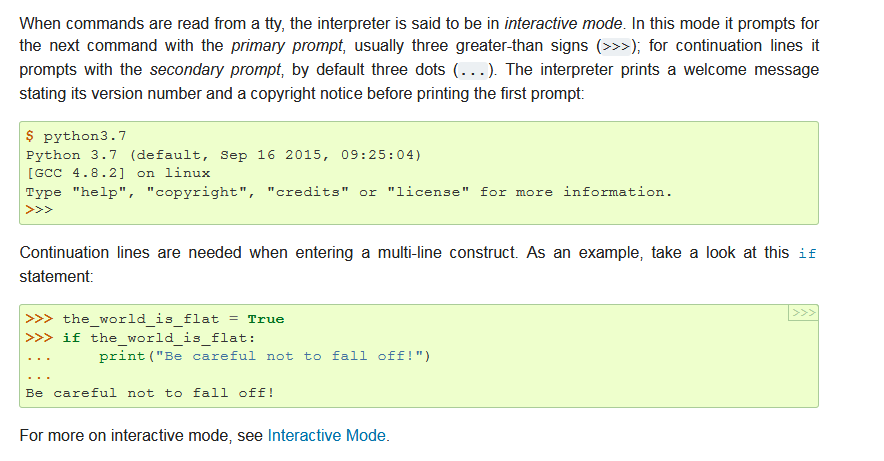 When commands are read from a tty, the interpreter is said to be in interactive mode. In this mode it prompts for
the next command with the primary prompt, usually three greater-than signs (>>>); for continuation lines it
prompts with the secondary prompt, by default three dots (...). The interpreter prints a welcome message
stating its version number and a copyright notice before printing the first prompt:
$ python3.7
Python 3.7 (default, Sep 16 2015, 09:25:04)
[GCC 4.8.2] on linux
Type "help", "copyright", "credits" or "license" for more information.
>>>
Continuation lines are needed when entering a multi-line construct. As an example, take a look at this if
statement:
>>>
>>> the_world_is_flat = True
>>> if the_world_is_flat:
...     print("Be careful not to fall off!")
...
Be careful not to fall off!
For more on interactive mode, see Interactive Mode.